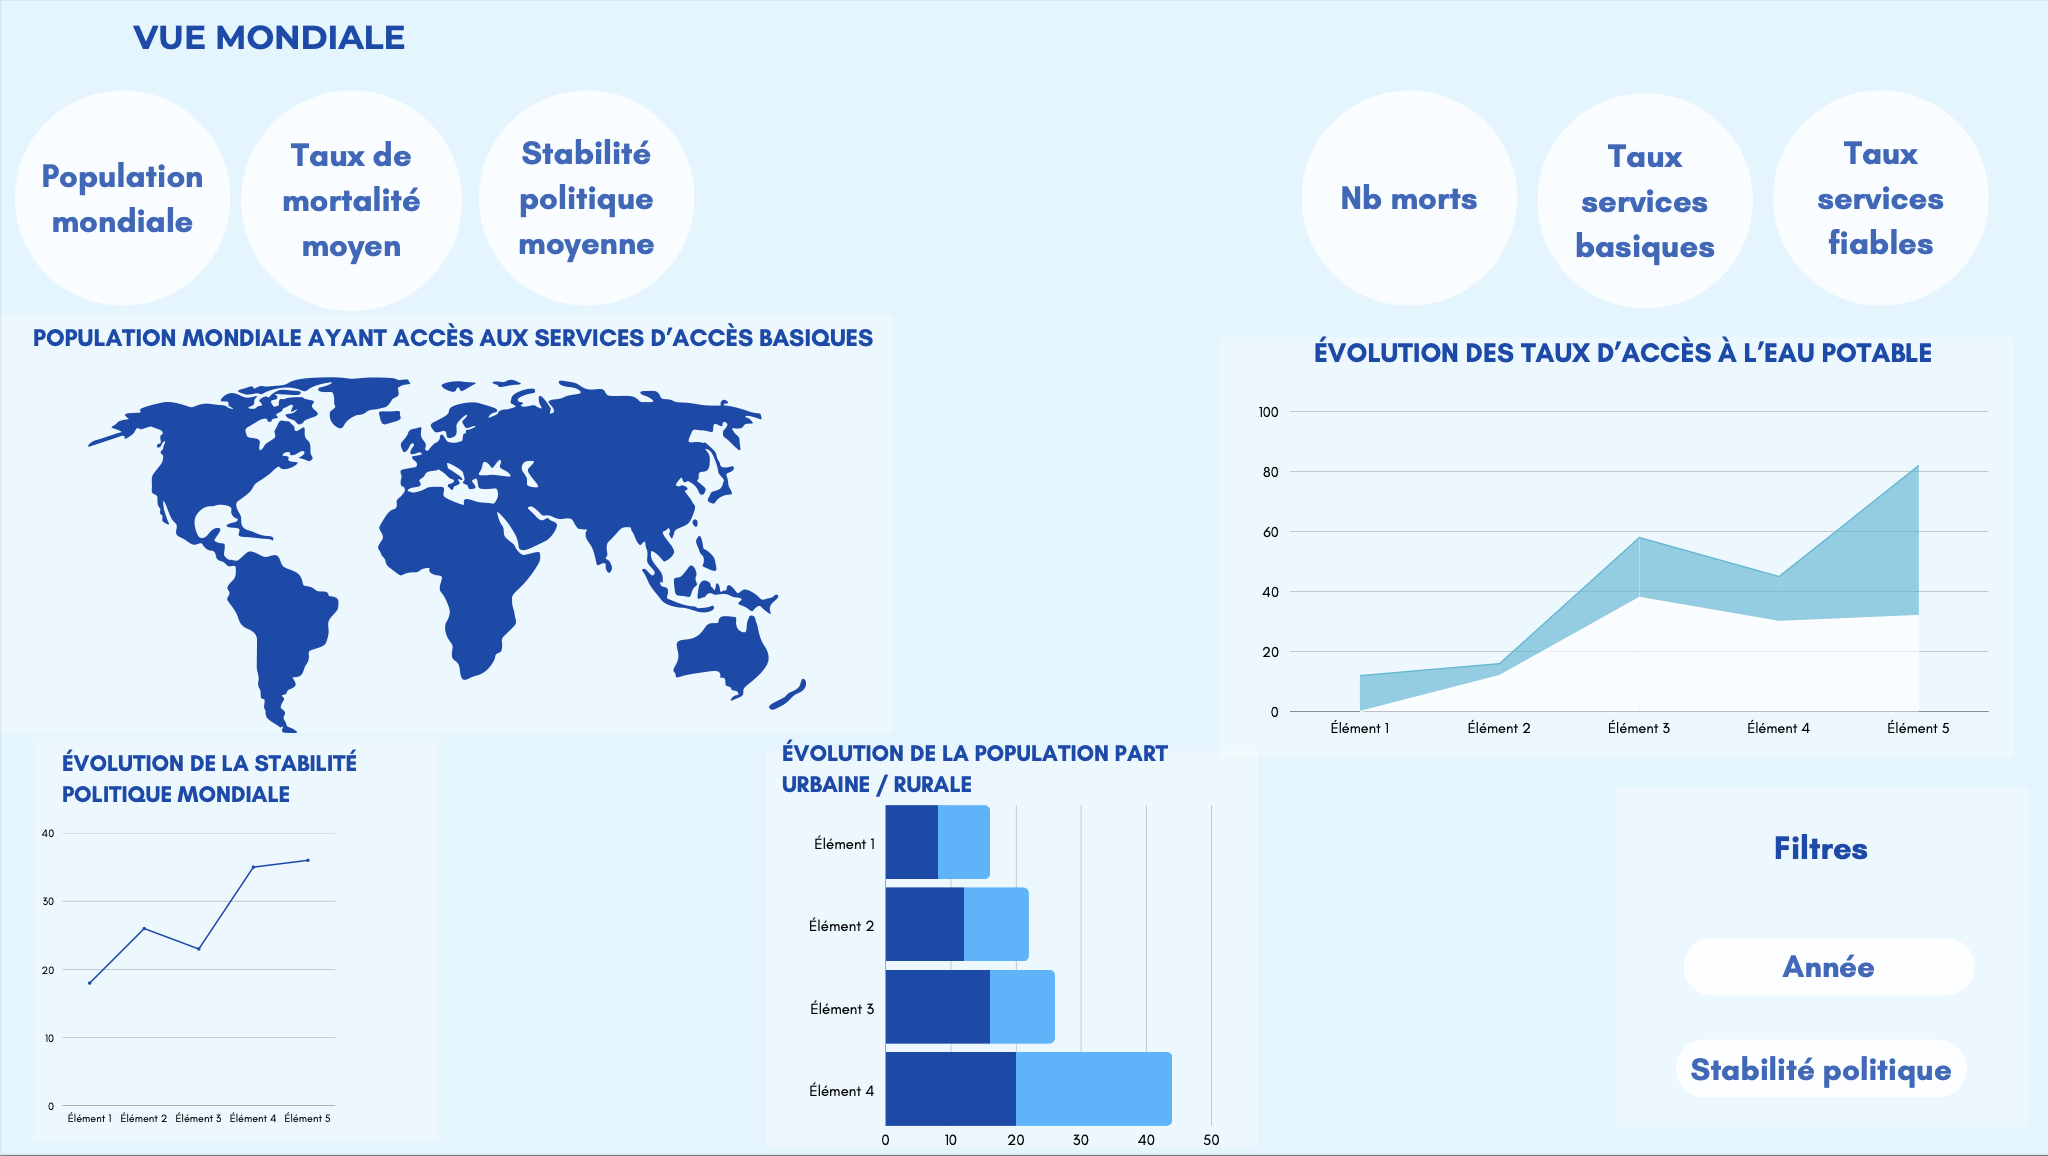 VUE MONDIALE
Population
mondiale
Taux de
mortalité
moyen
Stabilité
politique
moyenne
Nb morts
Taux
services
basiques
Taux
services
fiables
POPULATION MONDIALE AYANT ACCÈS AUX SERVICES D’ACCÈS BASIQUES
ÉVOLUTION DES TAUX D’ACCÈS À L’EAU POTABLE
100
80
60
40
20
0
Élément 1 Élément 2 Élément 3 Élément 4 Élément 5
ÉVOLUTION DE LA STABILITÉ
POLITIQUE MONDIALE
40
30
20
10
0
Élément 1 Élément 2 Élément 3 Élément 4 Élément 5
ÉVOLUTION DE LA POPULATION PART
URBAINE / RURALE
Élément 1
Élément 2
Élément 3
Élément 4
0 10 20 30 40 50
Filtres
Année
Stabilité politique